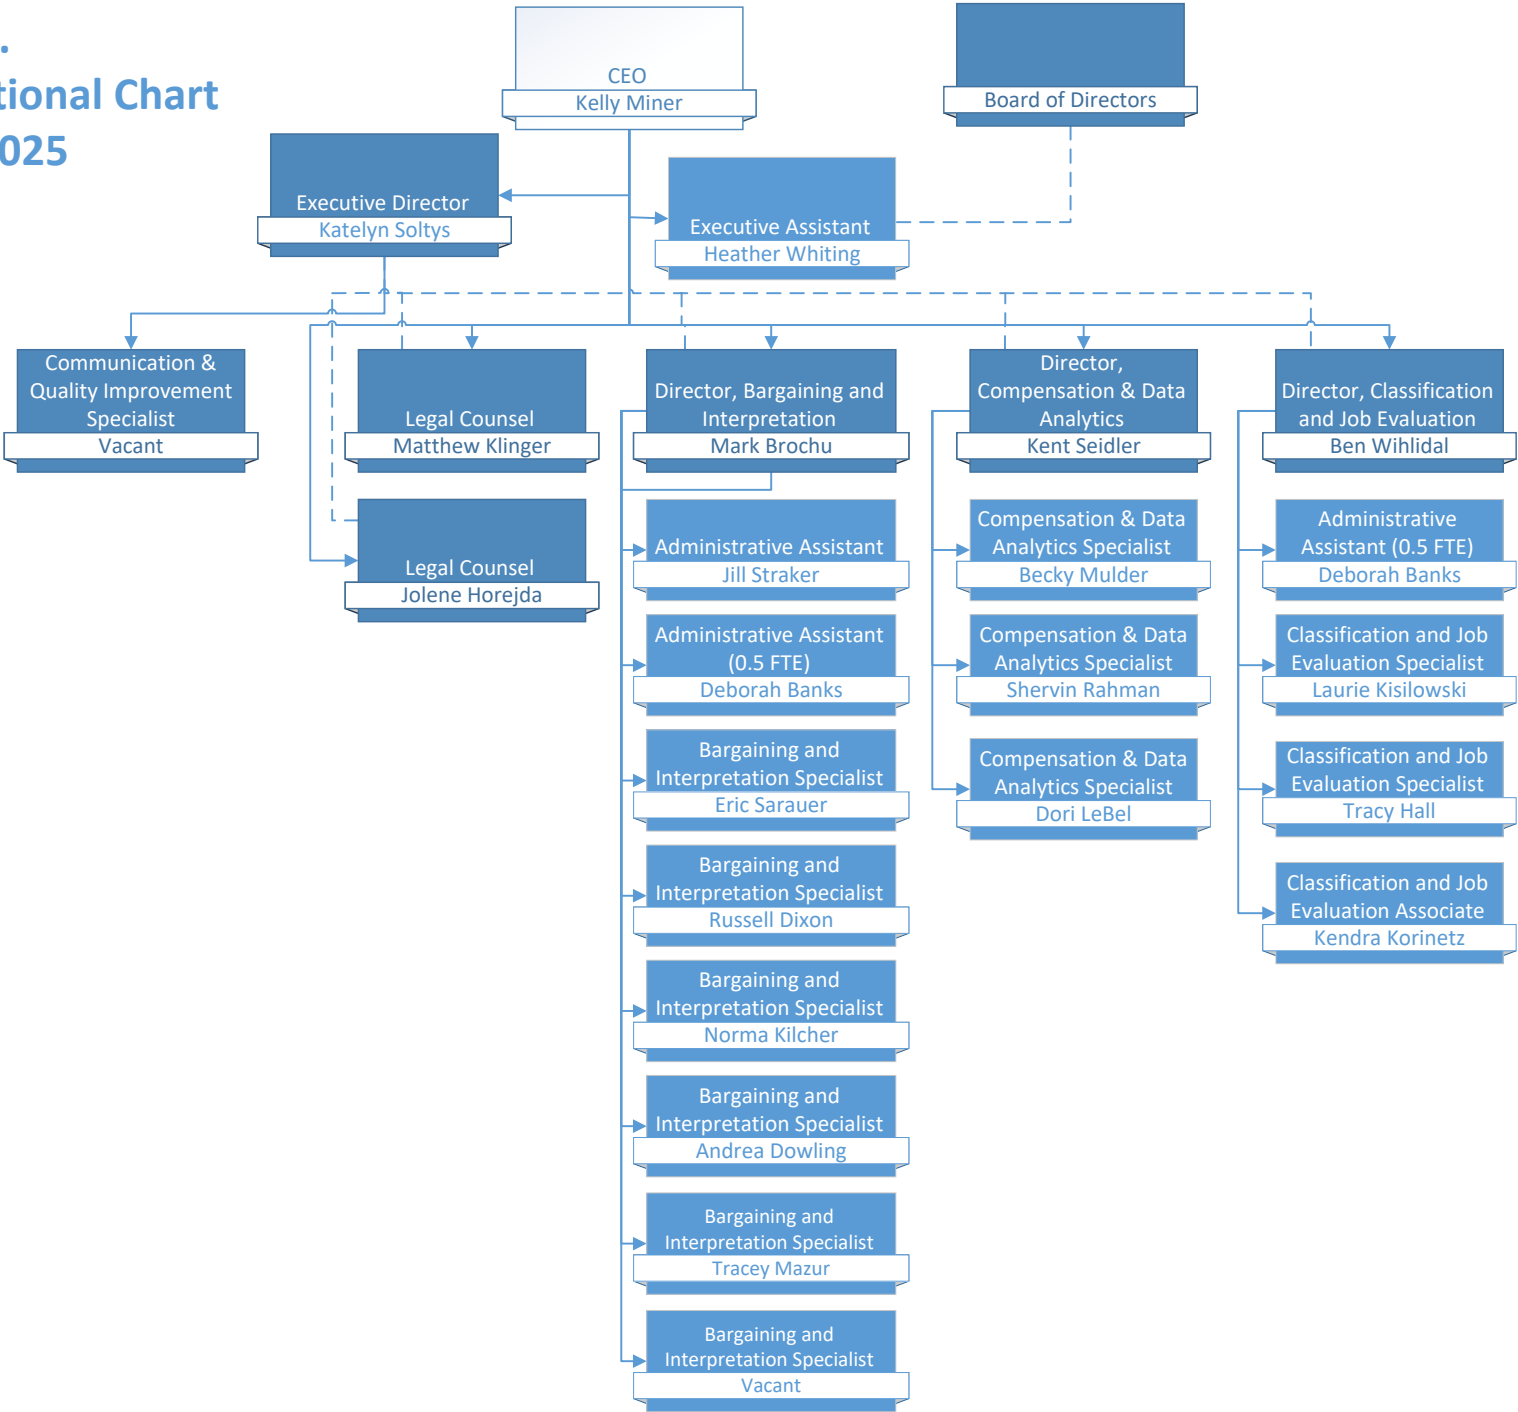 .
tional Chart
025
CEO
Kelly Miner
Board of Directors
Executive Director
Katelyn Soltys
Executive Assistant
Heather Whiting
Communication &
Quality Improvement
Specialist
Vacant
Legal Counsel
Matthew Klinger
Director, Bargaining and
Interpretation
Mark Brochu
Director,
Compensation & Data
Analytics
Kent Seidler
Director, Classification
and Job Evaluation
Ben Wihlidal
Legal Counsel
Jolene Horejda
Administrative Assistant
Jill Straker
Administrative Assistant
(0.5 FTE)
Deborah Banks
Bargaining and
Interpretation Specialist
Eric Sarauer
Bargaining and
Interpretation Specialist
Russell Dixon
Bargaining and
Interpretation Specialist
Norma Kilcher
Bargaining and
Interpretation Specialist
Andrea Dowling
Bargaining and
Interpretation Specialist
Tracey Mazur
Bargaining and
Interpretation Specialist
Vacant
Compensation & Data
Analytics Specialist
Becky Mulder
Compensation & Data
Analytics Specialist
Shervin Rahman
Compensation & Data
Analytics Specialist
Dori LeBel
Administrative
Assistant (0.5 FTE)
Deborah Banks
Classification and Job
Evaluation Specialist
Laurie Kisilowski
Classification and Job
Evaluation Specialist
Tracy Hall
Classification and Job
Evaluation Associate
Kendra Korinetz